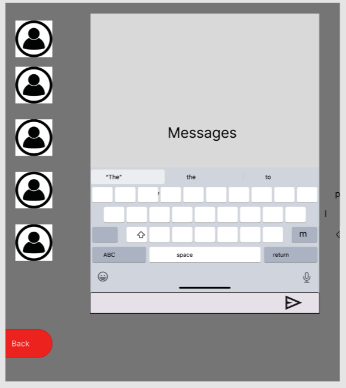 Messages
"The" the to
p
l
m
ABC space return
Back